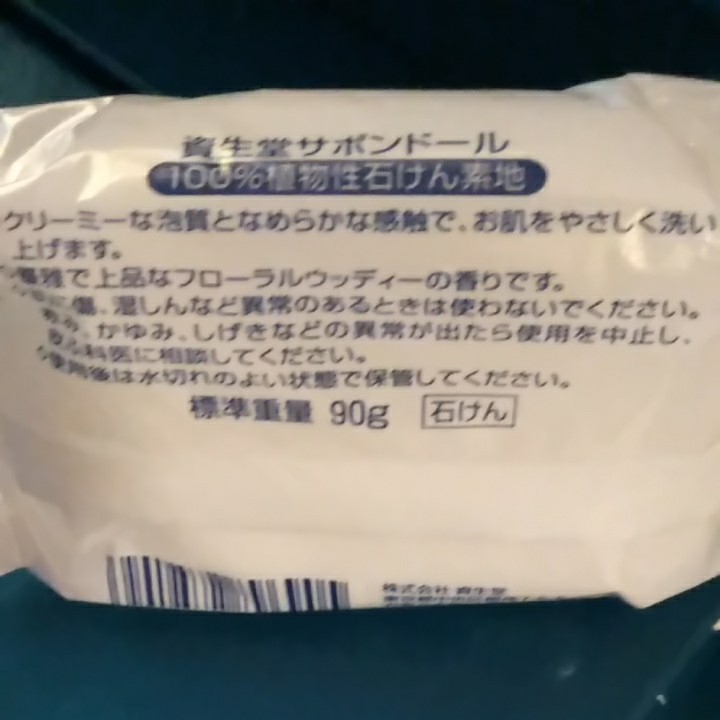 資生堂サボンドール
100%植物性石けん素地
クリーミーな泡質となめらかな感触で、お肌をやさしく洗い
上げます。
優雅で上品なフローラルウッディーの香りです。
傷、湿しんなど異常のあるときは使わないでください。
かゆみ、しげきなどの異常が出たら使用を中止し、
皮ふ科医に相談してください。
使用後は水切れのよい状態で保管してください。
標準重量 90g 石けん
株式会社 資生堂